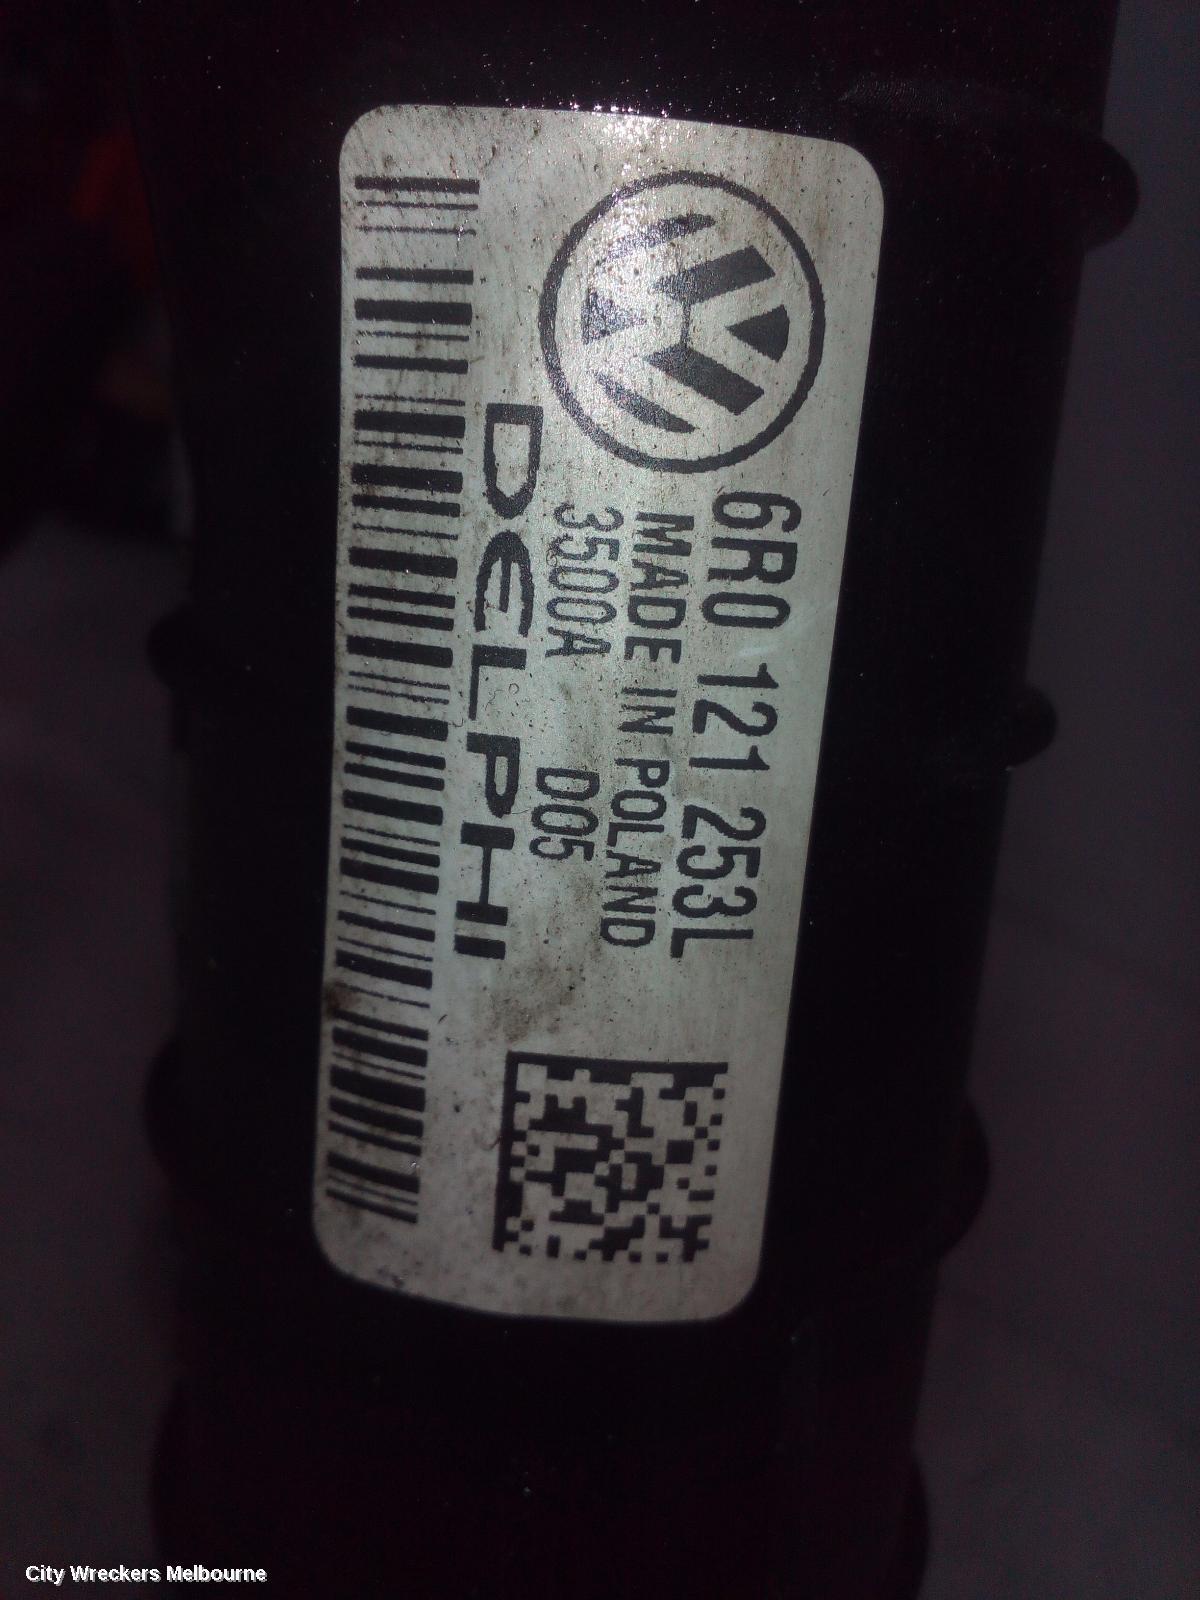 6R0 121 253L
MADE IN POLAND
3500A D05
DELPHI
City Wreckers Melbourne